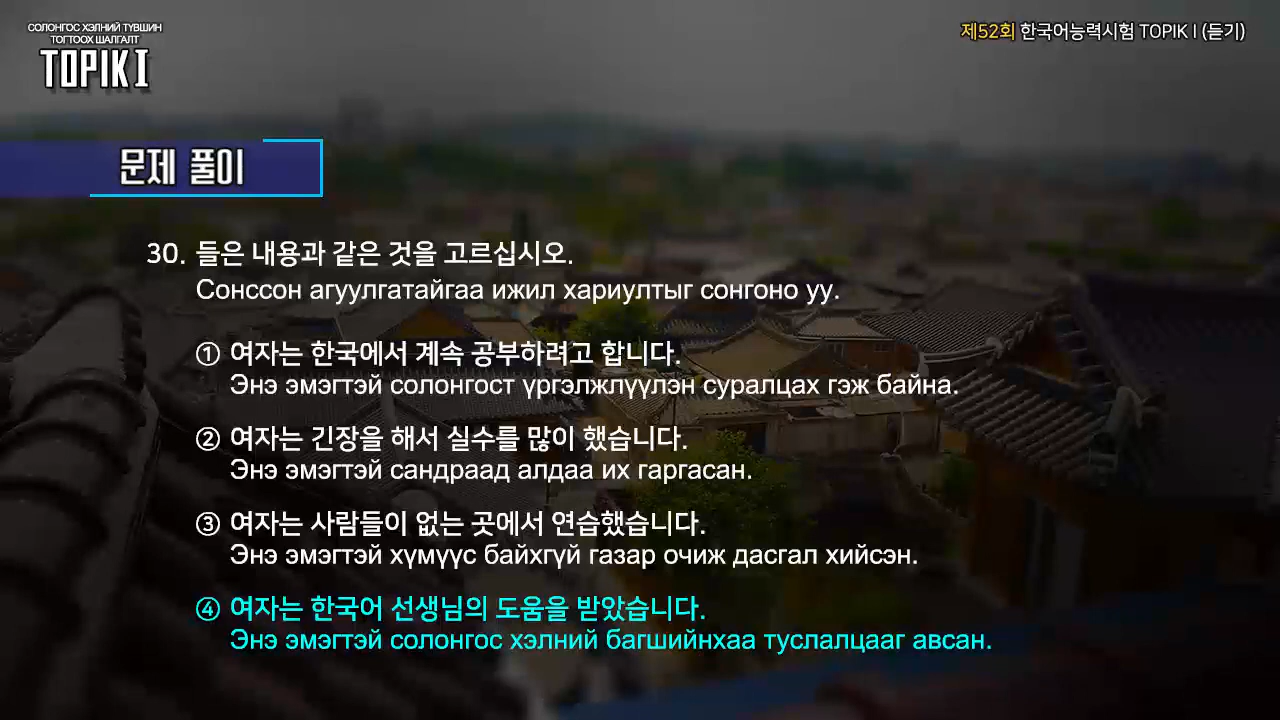 СОЛОНГОС ХЭЛНИЙ ТҮВШИН
ТОГТООХ ШАЛГАЛТ
TOPIK I
제52회 한국어능력시험 TOPIK I (듣기)
문제 풀이
30. 들은 내용과 같은 것을 고르십시오.
Сонссон агуулгатайгаа ижил хариултыг сонгоно уу.
① 여자는 한국에서 계속 공부하려고 합니다.
Энэ эмэгтэй солонгост үргэлжлүүлэн суралцах гэж байна.
② 여자는 긴장을 해서 실수를 많이 했습니다.
Энэ эмэгтэй сандраад алдаа их гаргасан.
③ 여자는 사람들이 없는 곳에서 연습했습니다.
Энэ эмэгтэй хүмүүс байхгүй газар очиж дасгал хийсэн.
④ 여자는 한국어 선생님의 도움을 받았습니다.
Энэ эмэгтэй солонгос хэлний багшийнхаа туслалцааг авсан.